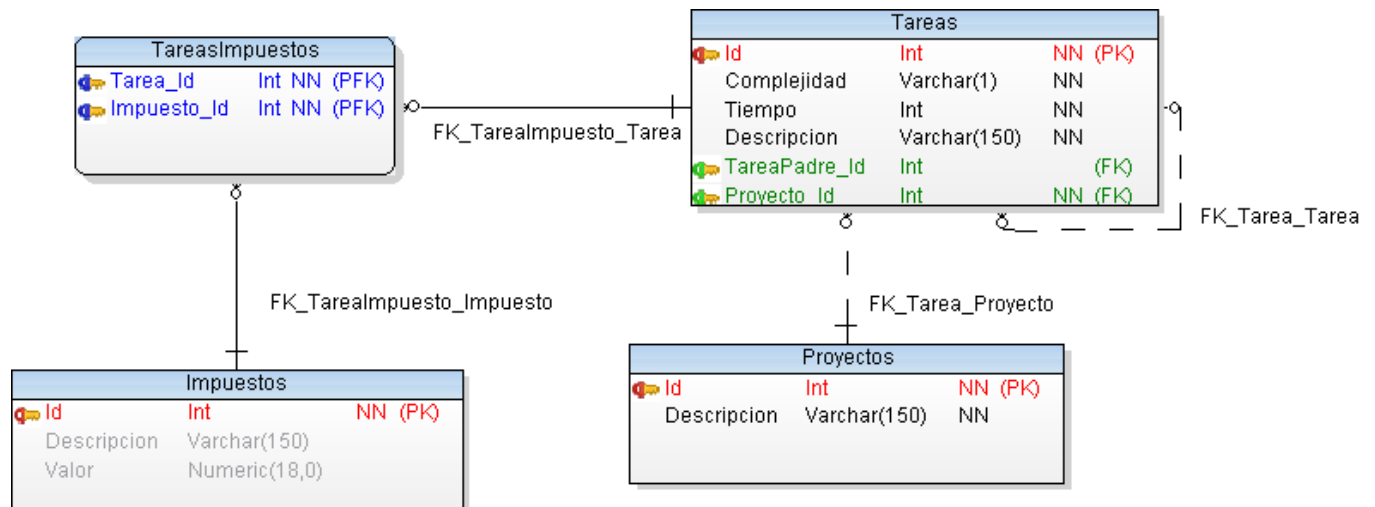 TareasImpuestos
Tarea_Id Int NN (PFK)
Impuesto_Id Int NN (PFK)
Tareas
Id Int NN (PK)
Complejidad Varchar(1) NN
Tiempo Int NN
Descripcion Varchar(150) NN
TareaPadre_Id Int (FK)
Proyecto_Id Int NN (FK)
FK_TareaImpuesto_Tarea
FK_Tarea_Tarea
FK_TareaImpuesto_Impuesto
FK_Tarea_Proyecto
Impuestos
Id Int NN (PK)
Descripcion Varchar(150)
Valor Numeric(18,0)
Proyectos
Id Int NN (PK)
Descripcion Varchar(150) NN